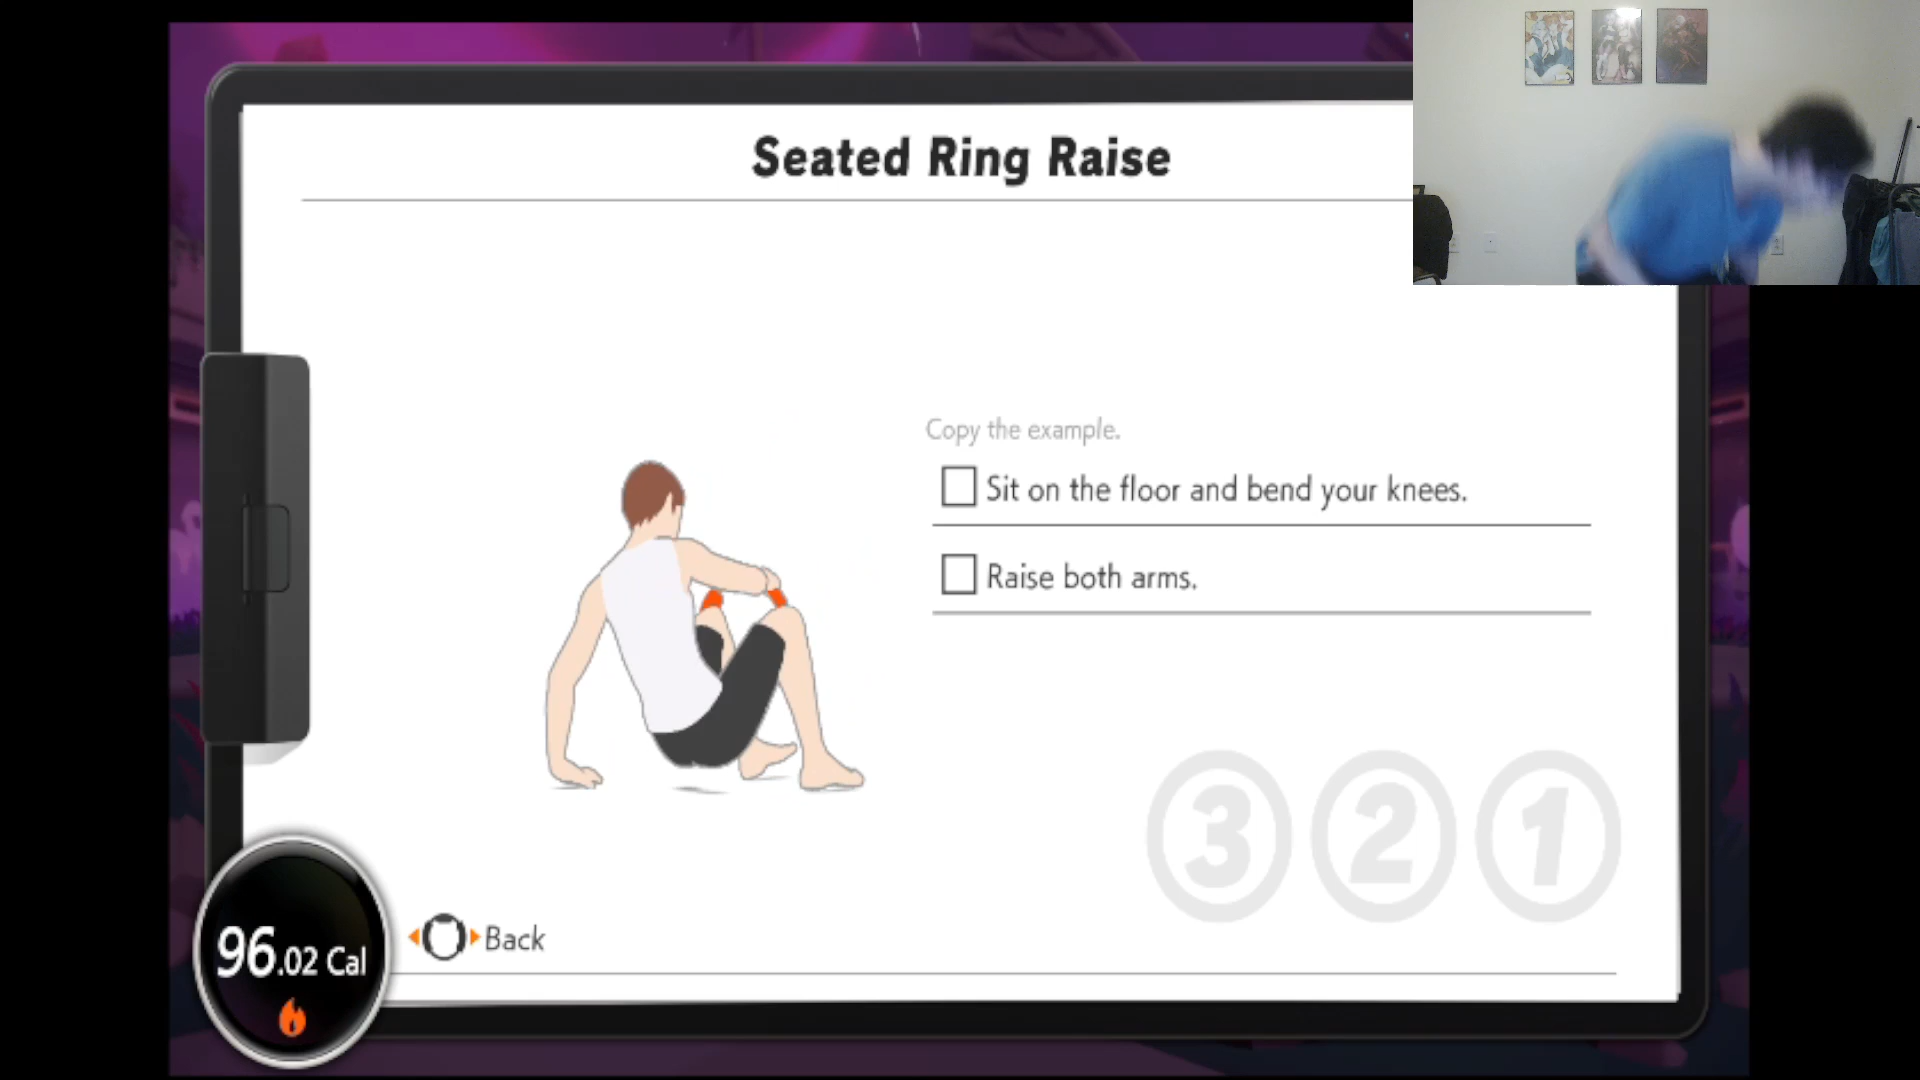 Seated Ring Raise
Copy the example.
Sit on the floor and bend your knees.
Raise both arms.
3 2 1
Back
96.02 Cal